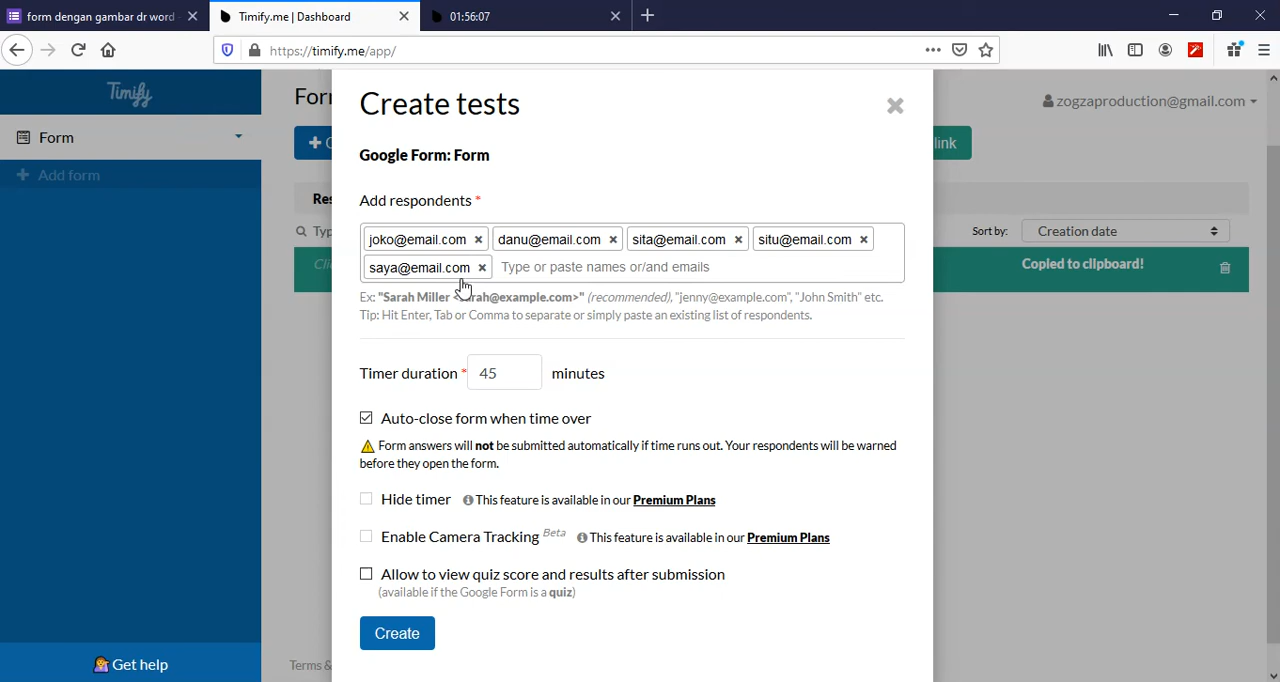 form dengan gambar dr word
Timify.me | Dashboard
01:56:07
https://timify.me/app/
Timify
Form
Add form
Get help
zogzaproduction@gmail.com
link
Sort by:
Creation date
Copied to clipboard!
Create tests
Google Form: Form
Add respondents *
joko@email.com × danu@email.com × sita@email.com × situ@email.com ×
saya@email.com × Type or paste names or/and emails
Ex: "Sarah Miller <sarah@example.com>" (recommended), "jenny@example.com", "John Smith" etc.
Tip: Hit Enter, Tab or Comma to separate or simply paste an existing list of respondents.
Timer duration * 45 minutes
Auto-close form when time over
Form answers will not be submitted automatically if time runs out. Your respondents will be warned
before they open the form.
Hide timer This feature is available in our Premium Plans
Enable Camera Tracking Beta This feature is available in our Premium Plans
Allow to view quiz score and results after submission
(available if the Google Form is a quiz)
Create
Terms &